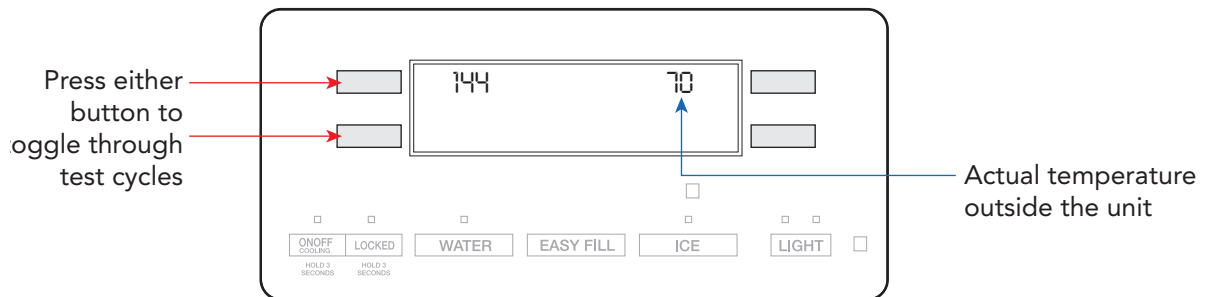 Press either
button to
toggle through
test cycles
144 70
Actual temperature
outside the unit
ONOFF
COOLING
LOCKED
WATER
EASY FILL
ICE
LIGHT
HOLD 3
SECONDS
HOLD 3
SECONDS